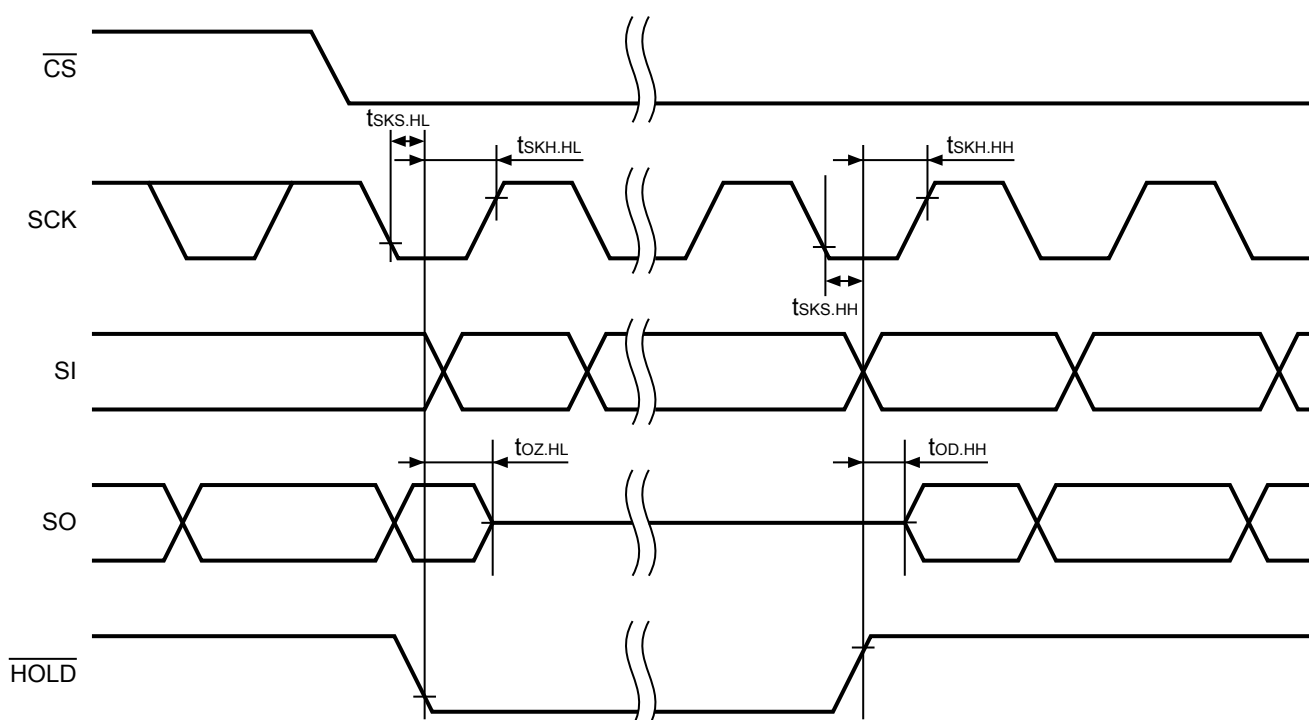 CS
tSKS.HL
tSKH.HL
tSKH.HH
SCK
tSKS.HH
SI
tOZ.HL
tOD.HH
SO
HOLD